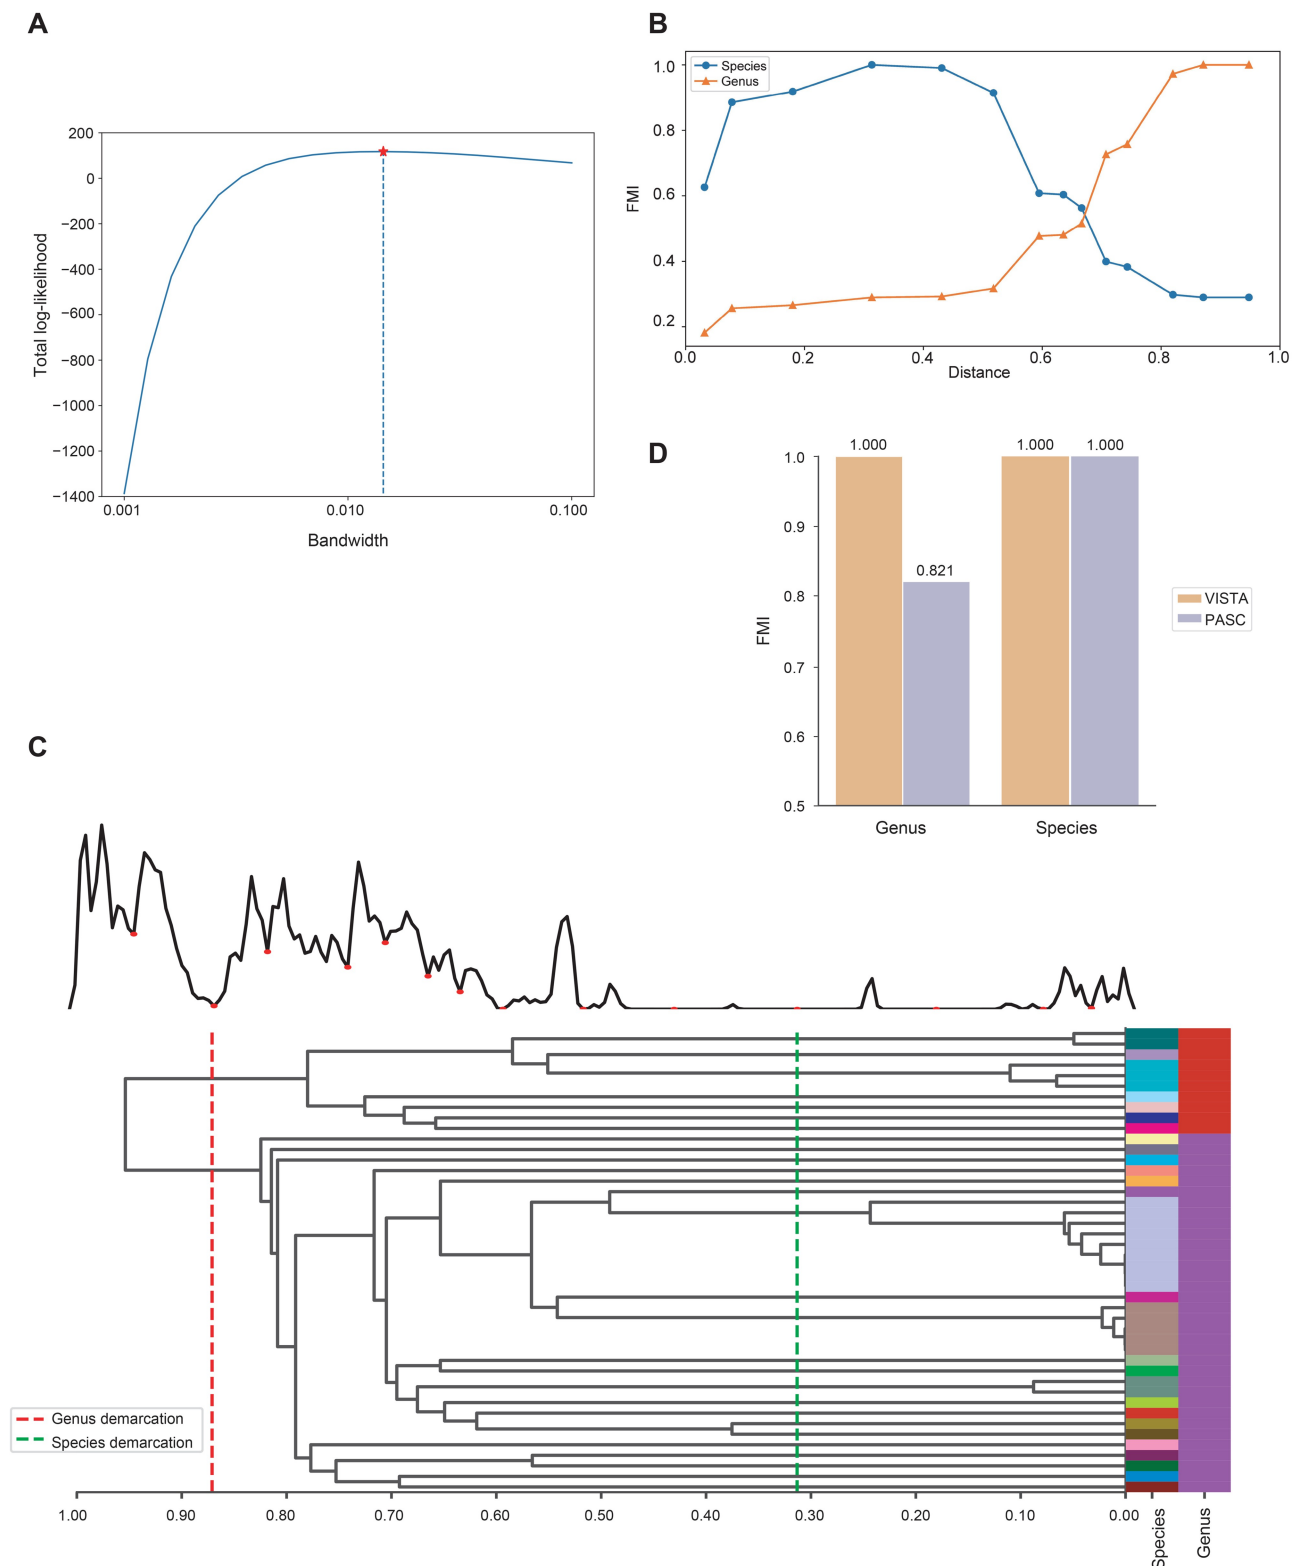 A
200
0
−200
−400
−600
−800
−1000
−1200
−1400
Total log-likelihood
0.001
0.010
0.100
Bandwidth
B
Species
Genus
1.0
0.8
0.6
0.4
0.2
FMI
0.0
0.2
0.4
0.6
0.8
1.0
Distance
D
1.000
1.000
1.000
0.821
1.0
0.9
0.8
0.7
0.6
0.5
FMI
Genus
Species
VISTA
PASC
C
Genus demarcation
Species demarcation
1.00
0.90
0.80
0.70
0.60
0.50
0.40
0.30
0.20
0.10
0.00
Species
Genus